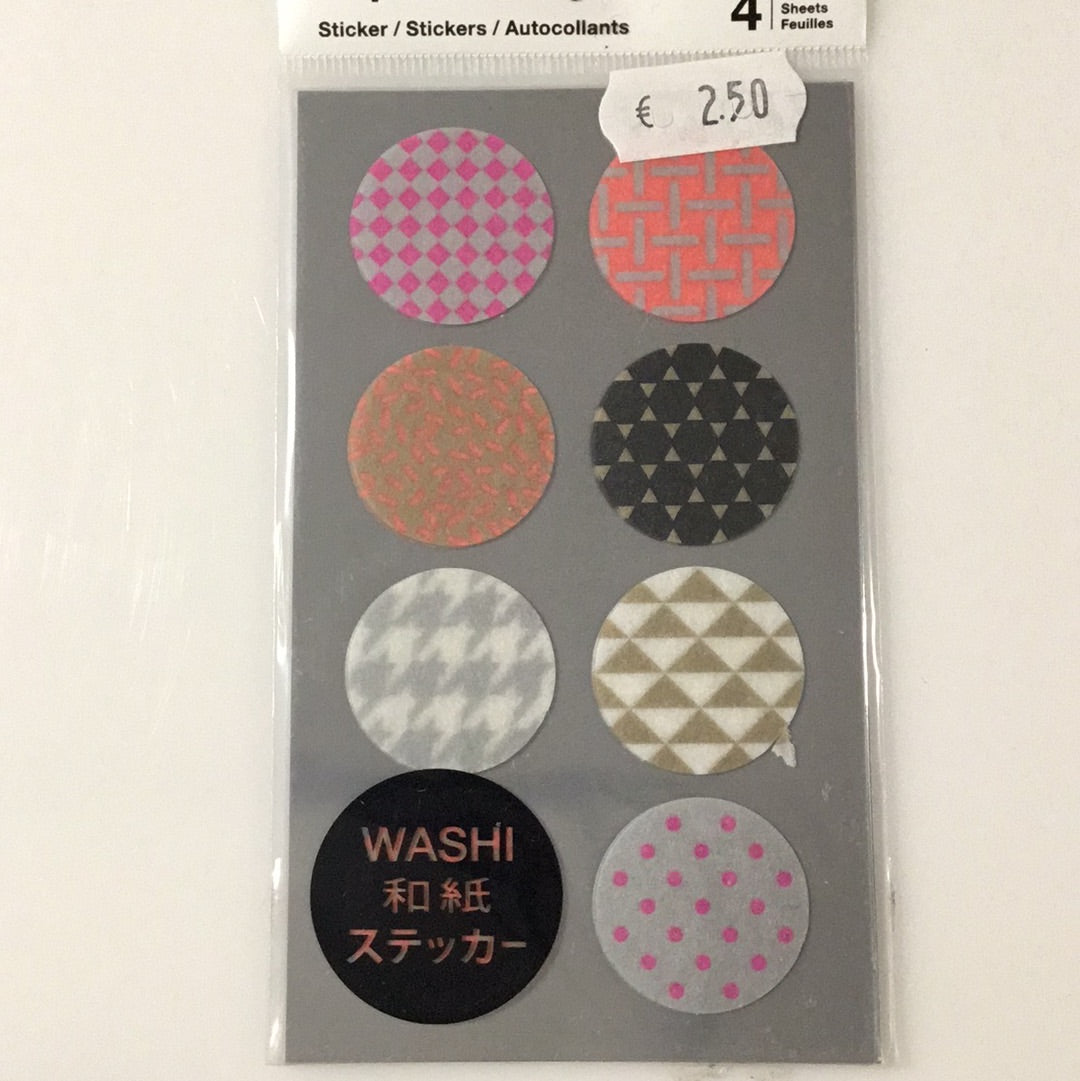 Sticker / Stickers / Autocollants
4
Sheets
Feuilles
€ 2.50
WASHI
和紙
ステッカー